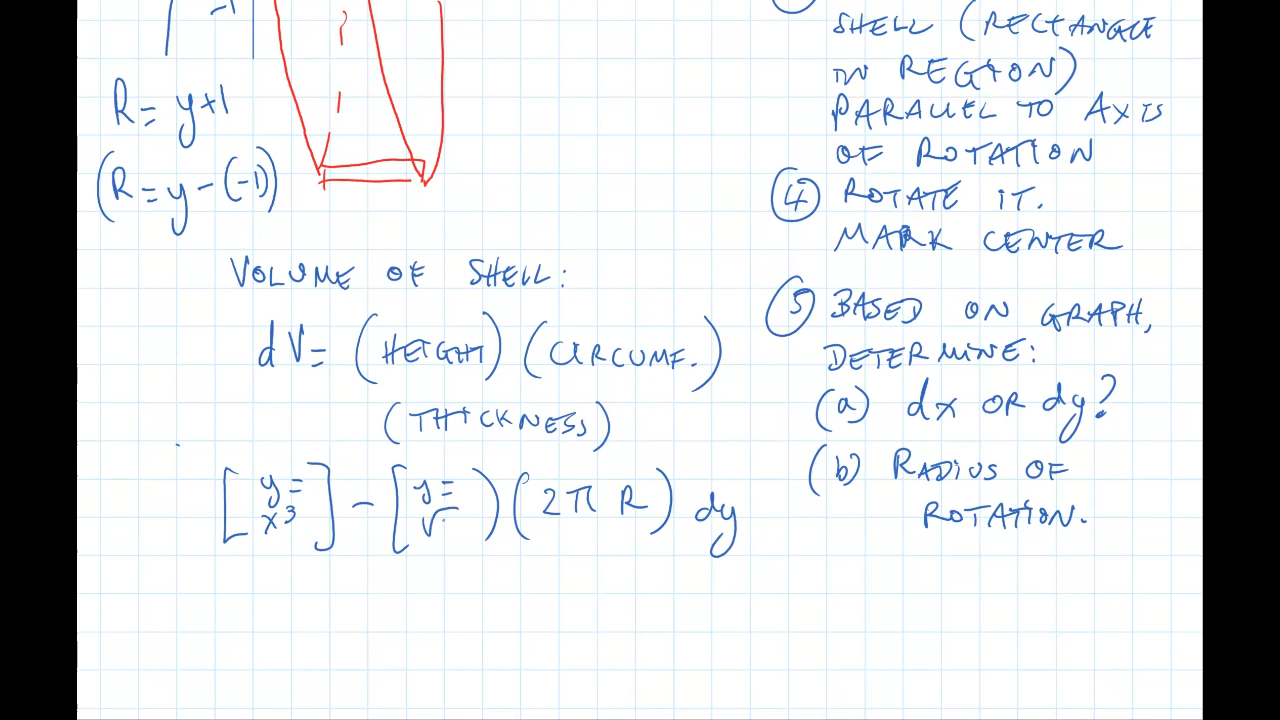 -1
R = y+1
(R = y - (-1))
VOLUME OF SHELL:
dV = (HEIGHT) (CIRCUMF.)
(THICKNESS)
[y = x³] - [y = √ ) (2π R) dy
SHELL (RECTANGLE
IN REGION)
PARALLEL TO AXIS
OF ROTATION
④ ROTATE IT.
MARK CENTER
⑤ BASED ON GRAPH,
DETERMINE:
(a) dx OR dy?
(b) RADIUS OF
ROTATION.